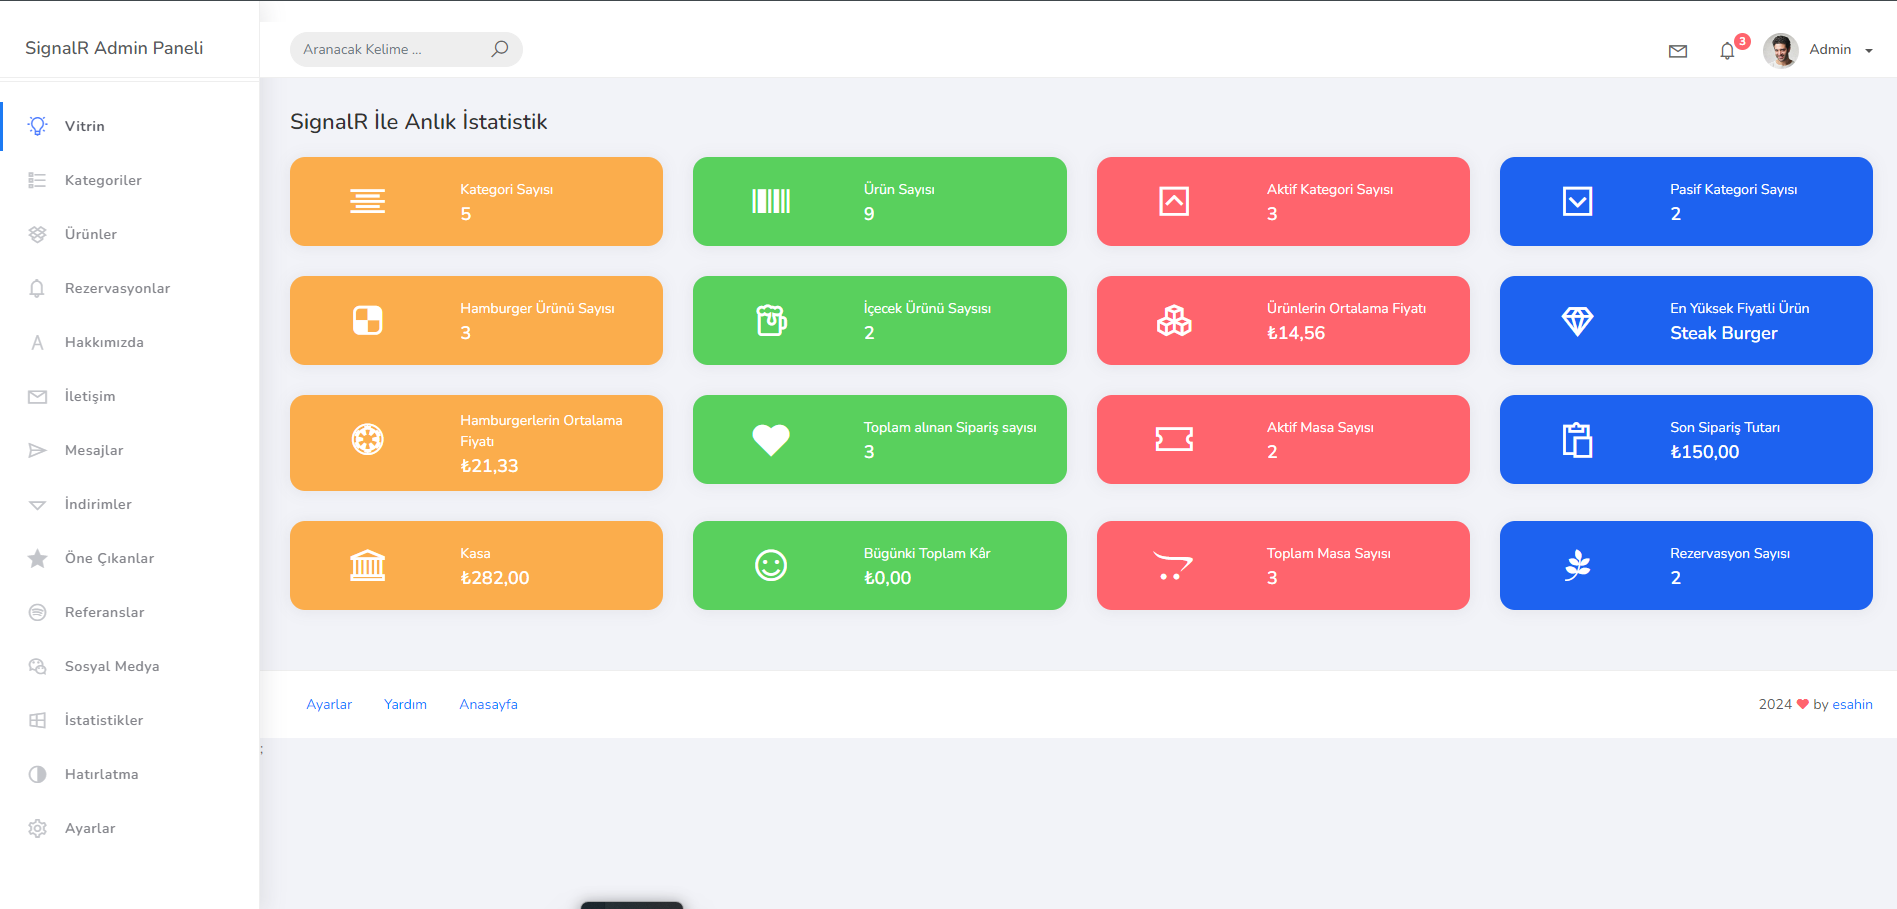 SignalR Admin Paneli
Aranacak Kelime ...
3
Admin
Vitrin
Kategoriler
Ürünler
Rezervasyonlar
Hakkımızda
İletişim
Mesajlar
İndirimler
Öne Çıkanlar
Referanslar
Sosyal Medya
İstatistikler
Hatırlatma
Ayarlar
SignalR İle Anlık İstatistik
Kategori Sayısı
5
Ürün Sayısı
9
Aktif Kategori Sayısı
3
Pasif Kategori Sayısı
2
Hamburger Ürünü Sayısı
3
İçecek Ürünü Saysısı
2
Ürünlerin Ortalama Fiyatı
₺14,56
En Yüksek Fiyatli Ürün
Steak Burger
Hamburgerlerin Ortalama
Fiyatı
₺21,33
Toplam alınan Sipariş sayısı
3
Aktif Masa Sayısı
2
Son Sipariş Tutarı
₺150,00
Kasa
₺282,00
Bügünki Toplam Kâr
₺0,00
Toplam Masa Sayısı
3
Rezervasyon Sayısı
2
Ayarlar Yardım Anasayfa
2024 ❤ by esahin
;